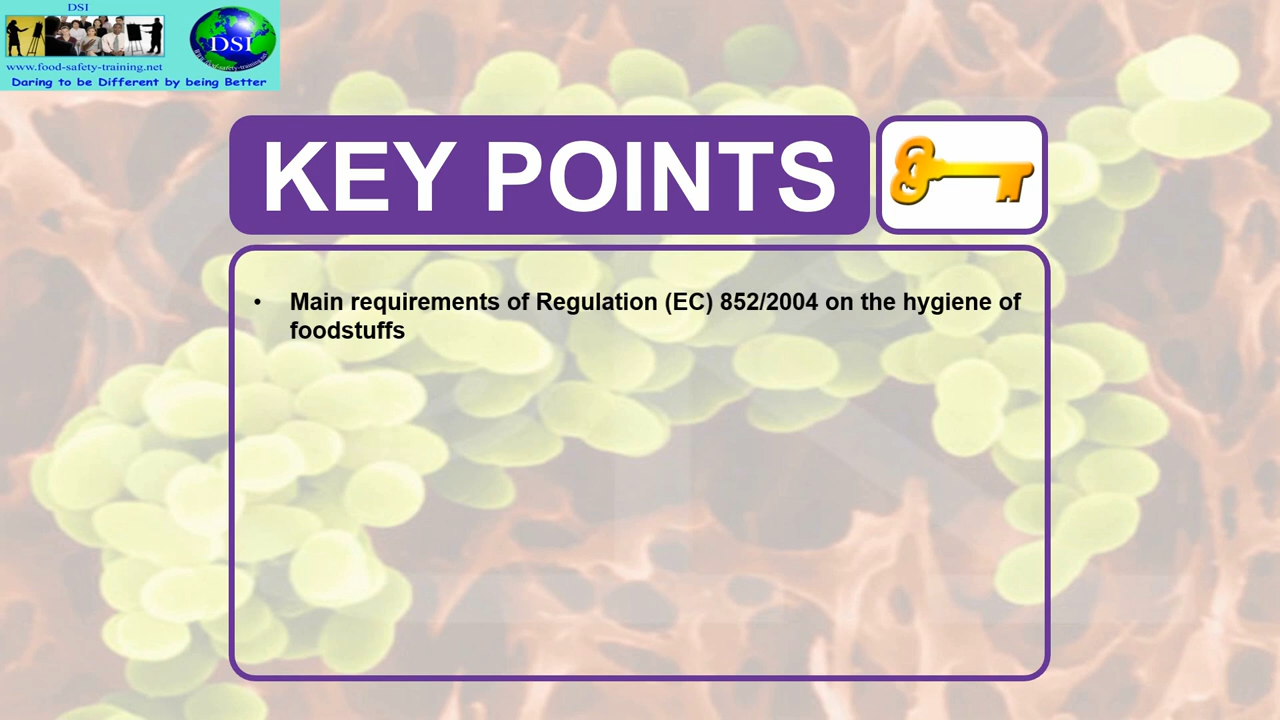 DSI
DSI
www.food-safety-training.net
Daring to be Different by being Better
KEY POINTS
• Main requirements of Regulation (EC) 852/2004 on the hygiene of
foodstuffs